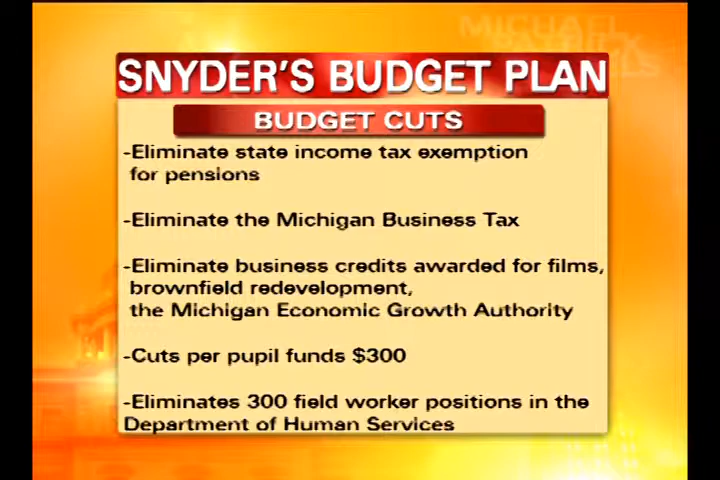 MICHAEL
PATRICK
SNYDER'S BUDGET PLAN
BUDGET CUTS
-Eliminate state income tax exemption
for pensions
-Eliminate the Michigan Business Tax
-Eliminate business credits awarded for films,
brownfield redevelopment,
the Michigan Economic Growth Authority
-Cuts per pupil funds $300
-Eliminates 300 field worker positions in the
Department of Human Services